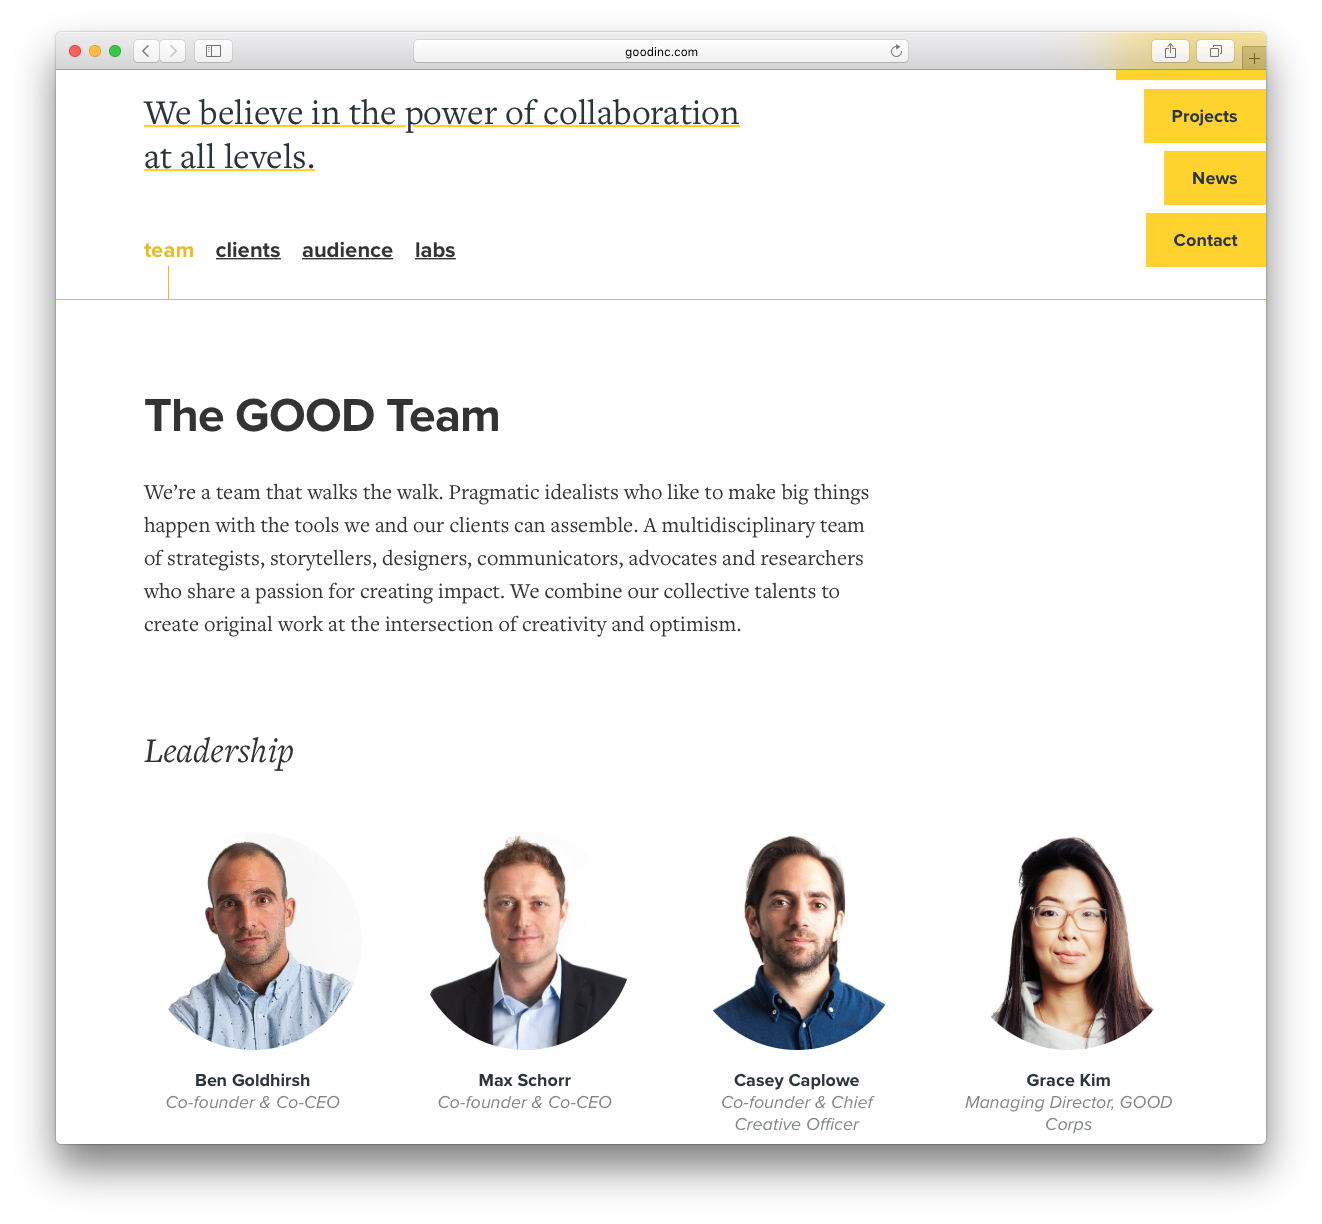 goodinc.com
We believe in the power of collaboration
at all levels.
Projects
News
Contact
team clients audience labs
The GOOD Team
We’re a team that walks the walk. Pragmatic idealists who like to make big things
happen with the tools we and our clients can assemble. A multidisciplinary team
of strategists, storytellers, designers, communicators, advocates and researchers
who share a passion for creating impact. We combine our collective talents to
create original work at the intersection of creativity and optimism.
Leadership
Ben Goldhirsh
Co-founder & Co-CEO
Max Schorr
Co-founder & Co-CEO
Casey Caplowe
Co-founder & Chief
Creative Officer
Grace Kim
Managing Director, GOOD
Corps